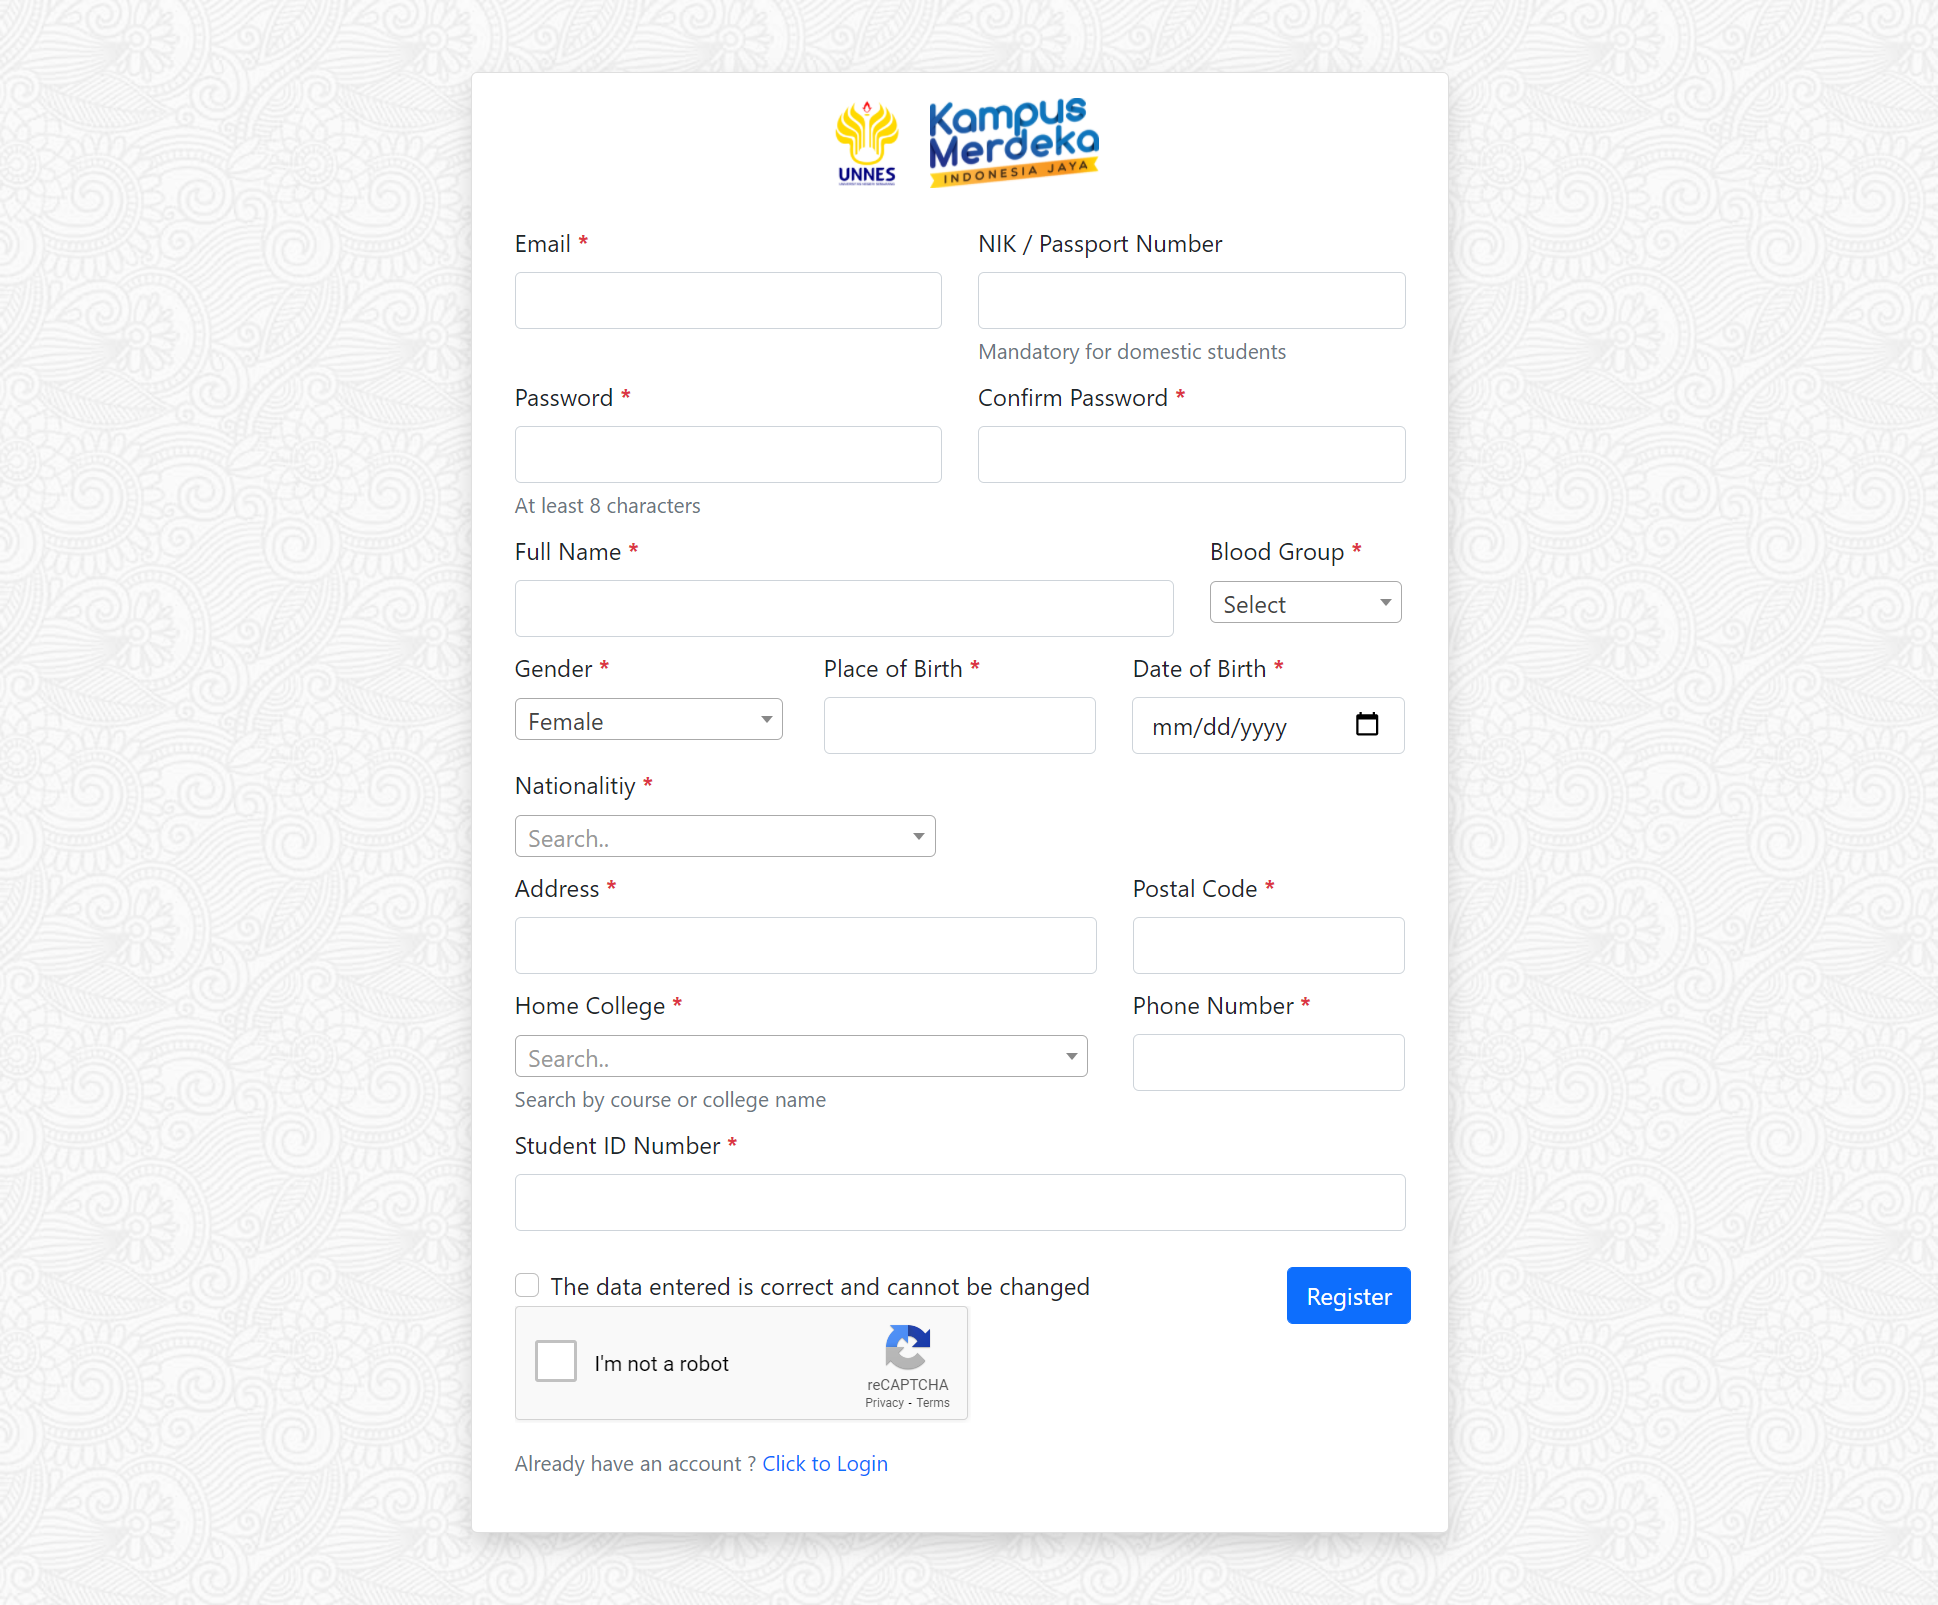 UNNES
Kampus
Merdeka
INDONESIA JAYA
Email *
NIK / Passport Number
Mandatory for domestic students
Password *
Confirm Password *
At least 8 characters
Full Name *
Blood Group *
Select
Gender *
Place of Birth *
Date of Birth *
Female
mm/dd/yyyy
Nationalitiy *
Search..
Address *
Postal Code *
Home College *
Phone Number *
Search..
Search by course or college name
Student ID Number *
The data entered is correct and cannot be changed
Register
I'm not a robot
reCAPTCHA
Privacy - Terms
Already have an account ? Click to Login